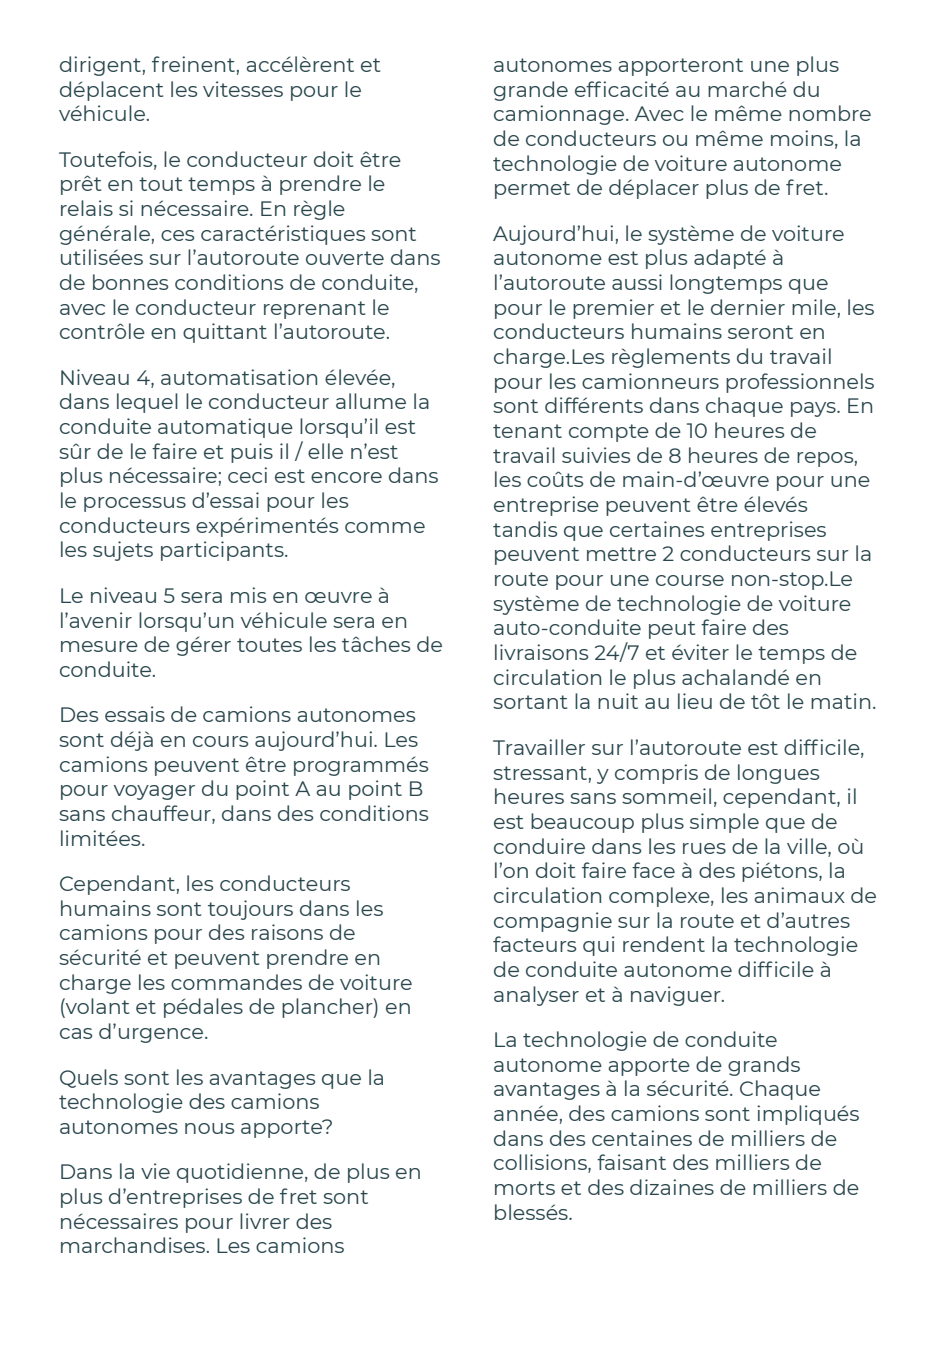 dirigent, freinent, accélèrent et
déplacent les vitesses pour le
véhicule.
Toutefois, le conducteur doit être
prêt en tout temps à prendre le
relais si nécessaire. En règle
générale, ces caractéristiques sont
utilisées sur l’autoroute ouverte dans
de bonnes conditions de conduite,
avec le conducteur reprenant le
contrôle en quittant l’autoroute.
Niveau 4, automatisation élevée,
dans lequel le conducteur allume la
conduite automatique lorsqu’il est
sûr de le faire et puis il / elle n’est
plus nécessaire; ceci est encore dans
le processus d’essai pour les
conducteurs expérimentés comme
les sujets participants.
Le niveau 5 sera mis en œuvre à
l’avenir lorsqu’un véhicule sera en
mesure de gérer toutes les tâches de
conduite.
Des essais de camions autonomes
sont déjà en cours aujourd’hui. Les
camions peuvent être programmés
pour voyager du point A au point B
sans chauffeur, dans des conditions
limitées.
Cependant, les conducteurs
humains sont toujours dans les
camions pour des raisons de
sécurité et peuvent prendre en
charge les commandes de voiture
(volant et pédales de plancher) en
cas d’urgence.
Quels sont les avantages que la
technologie des camions
autonomes nous apporte?
Dans la vie quotidienne, de plus en
plus d’entreprises de fret sont
nécessaires pour livrer des
marchandises. Les camions
autonomes apporteront une plus
grande efficacité au marché du
camionnage. Avec le même nombre
de conducteurs ou même moins, la
technologie de voiture autonome
permet de déplacer plus de fret.
Aujourd’hui, le système de voiture
autonome est plus adapté à
l’autoroute aussi longtemps que
pour le premier et le dernier mile, les
conducteurs humains seront en
charge.Les règlements du travail
pour les camionneurs professionnels
sont différents dans chaque pays. En
tenant compte de 10 heures de
travail suivies de 8 heures de repos,
les coûts de main-d’œuvre pour une
entreprise peuvent être élevés
tandis que certaines entreprises
peuvent mettre 2 conducteurs sur la
route pour une course non-stop.Le
système de technologie de voiture
auto-conduite peut faire des
livraisons 24/7 et éviter le temps de
circulation le plus achalandé en
sortant la nuit au lieu de tôt le matin.
Travailler sur l’autoroute est difficile,
stressant, y compris de longues
heures sans sommeil, cependant, il
est beaucoup plus simple que de
conduire dans les rues de la ville, où
l’on doit faire face à des piétons, la
circulation complexe, les animaux de
compagnie sur la route et d’autres
facteurs qui rendent la technologie
de conduite autonome difficile à
analyser et à naviguer.
La technologie de conduite
autonome apporte de grands
avantages à la sécurité. Chaque
année, des camions sont impliqués
dans des centaines de milliers de
collisions, faisant des milliers de
morts et des dizaines de milliers de
blessés.